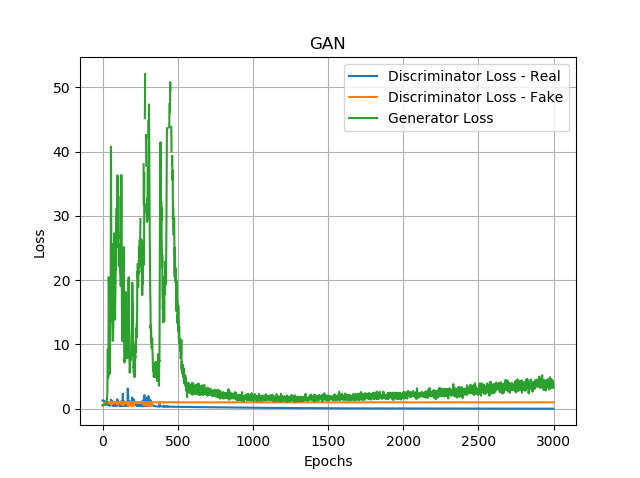 GAN
Discriminator Loss - Real
Discriminator Loss - Fake
Generator Loss
Loss
50
40
30
20
10
0
0 500 1000 1500 2000 2500 3000
Epochs